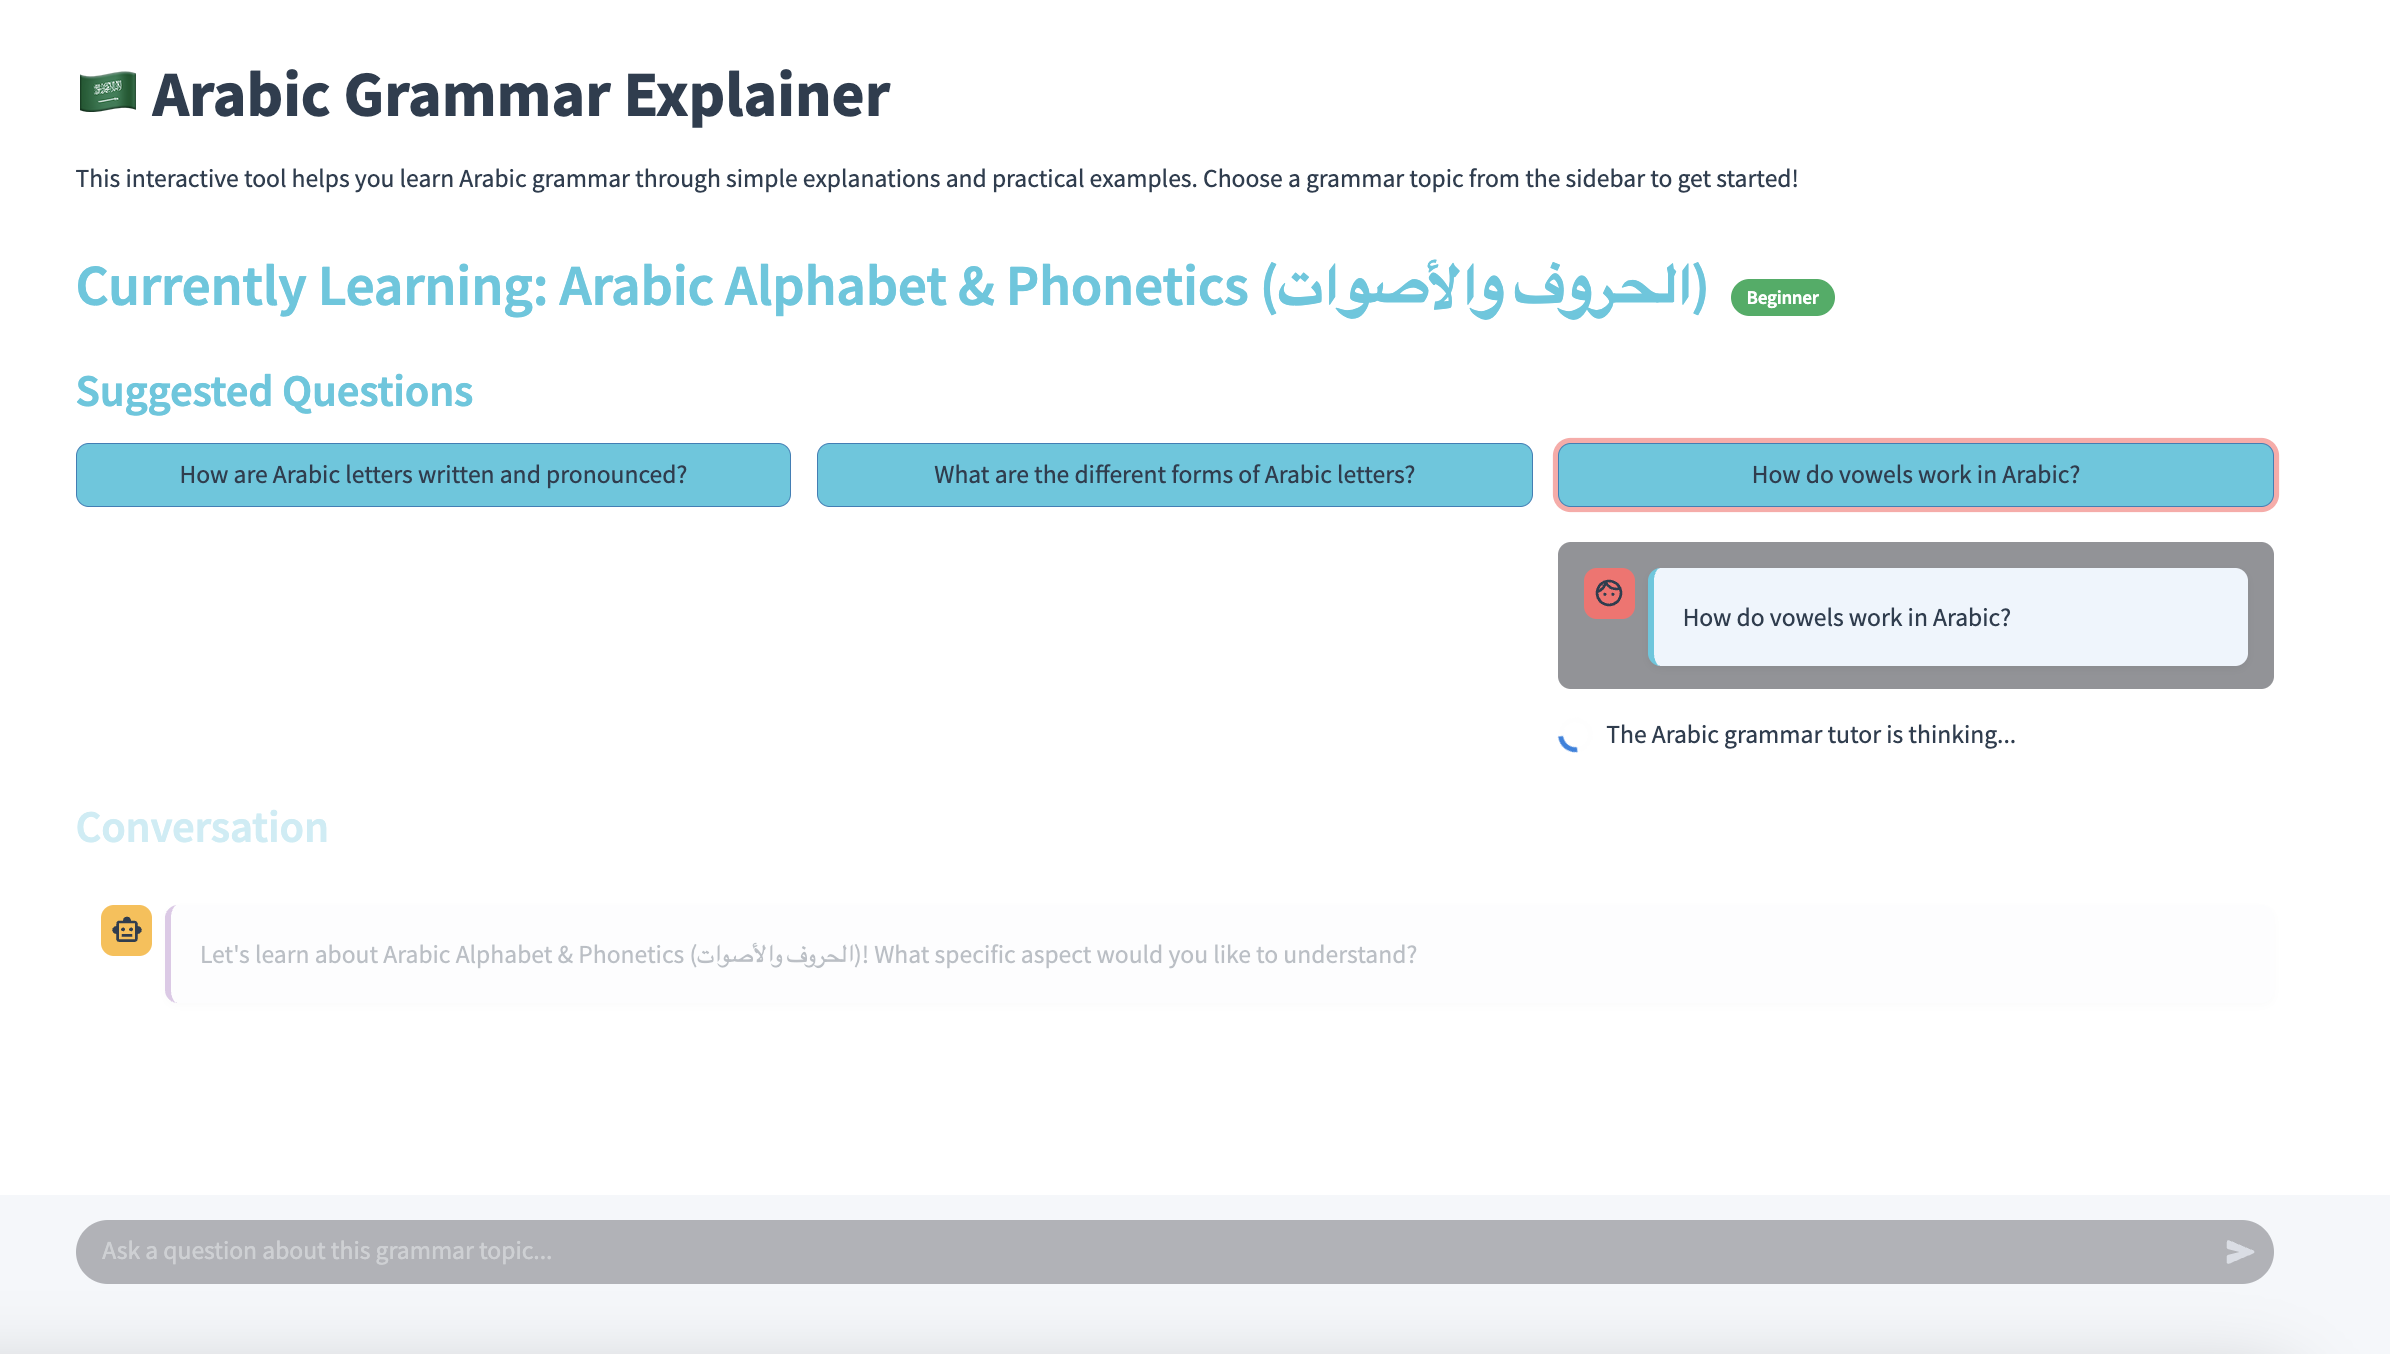 Arabic Grammar Explainer
This interactive tool helps you learn Arabic grammar through simple explanations and practical examples. Choose a grammar topic from the sidebar to get started!
Currently Learning: Arabic Alphabet & Phonetics (الحروف والأصوات) Beginner
Suggested Questions
How are Arabic letters written and pronounced?
What are the different forms of Arabic letters?
How do vowels work in Arabic?
How do vowels work in Arabic?
The Arabic grammar tutor is thinking...
Conversation
Let's learn about Arabic Alphabet & Phonetics (الحروف والأصوات)! What specific aspect would you like to understand?
Ask a question about this grammar topic...